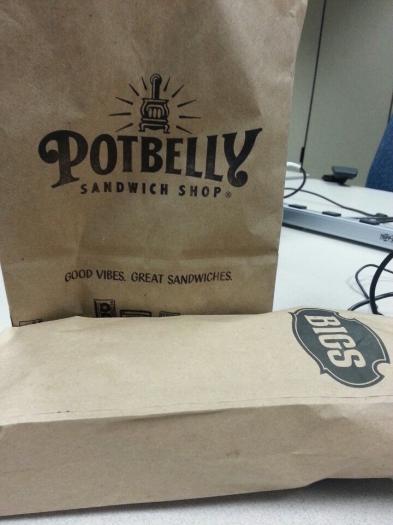 POTBELLY
SANDWICH SHOP®
GOOD VIBES. GREAT SANDWICHES.
BIGS